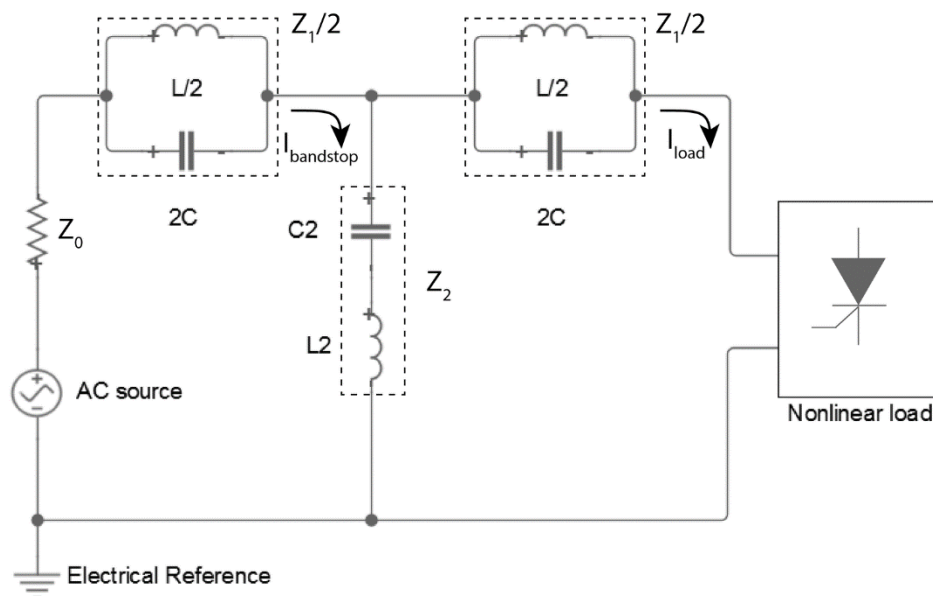 Z1/2
Z1/2
L/2
L/2
Ibandstop
Iload
2C
2C
Z0
C2
Z2
L2
AC source
Nonlinear load
Electrical Reference